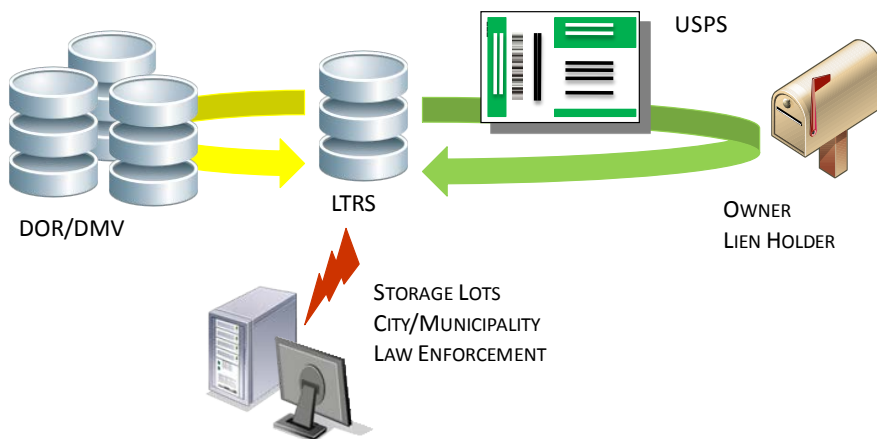 USPS
LTRS
DOR/DMV
OWNER
LIEN HOLDER
STORAGE LOTS
CITY/MUNICIPALITY
LAW ENFORCEMENT